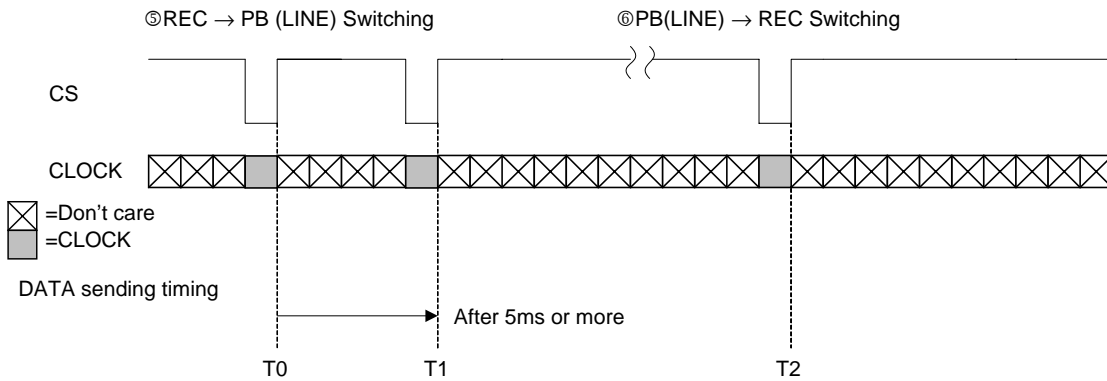 ⑤REC → PB (LINE) Switching
⑥PB(LINE) → REC Switching
CS
CLOCK
=Don't care
=CLOCK
DATA sending timing
After 5ms or more
T0
T1
T2